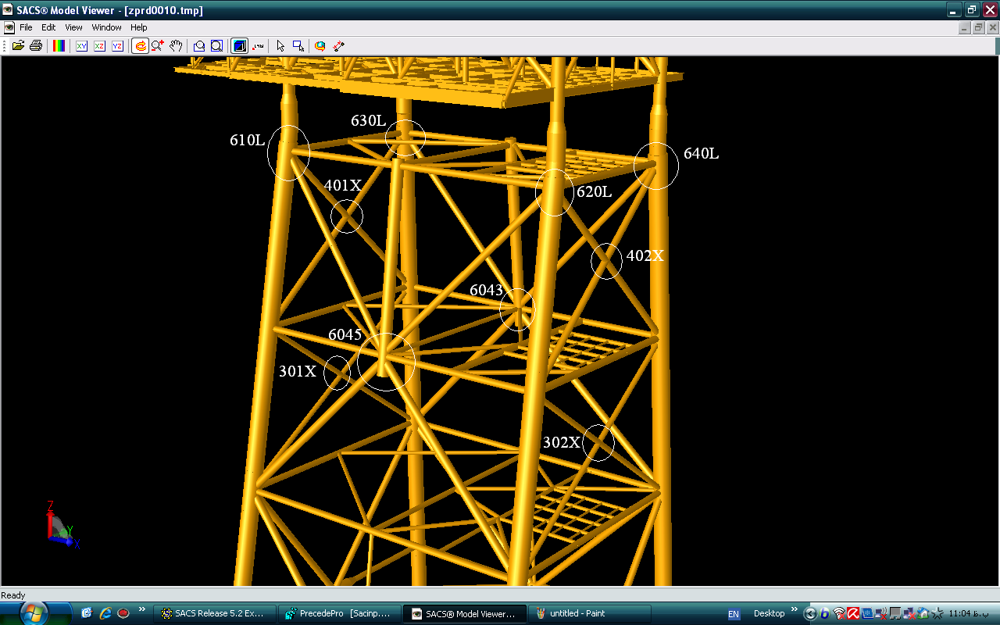 SACS® Model Viewer - [zprd0010.tmp]
File Edit View Window Help
XY XZ YZ
630L
610L
640L
401X
620L
402X
6043
6045
301X
302X
Z
Y
X
Ready
SACS Release 5.2 Ex...
PrecedePro [Sacinp....
SACS® Model Viewer...
untitled - Paint
EN
Desktop
11:04 ب.ظ